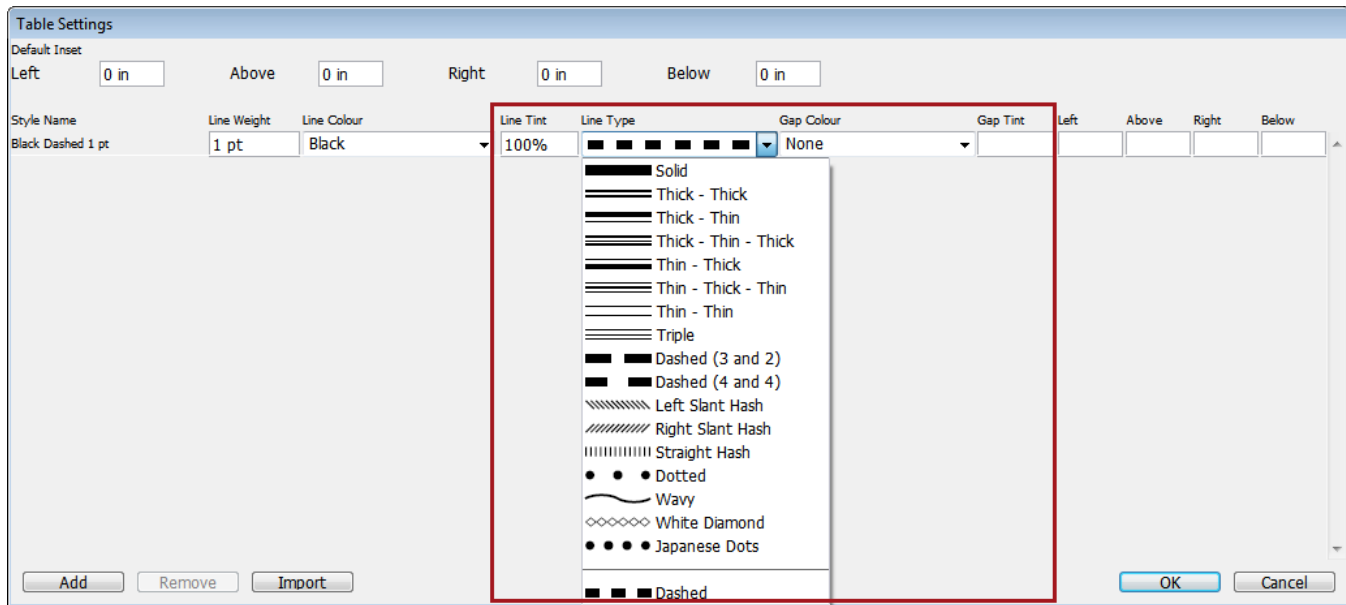 Table Settings
Default Inset
Left 0 in Above 0 in Right 0 in Below 0 in
Style Name Line Weight Line Colour Line Tint Line Type Gap Colour Gap Tint Left Above Right Below
Black Dashed 1 pt 1 pt Black 100% None
Solid
Thick - Thick
Thick - Thin
Thick - Thin - Thick
Thin - Thick
Thin - Thick - Thin
Thin - Thin
Triple
Dashed (3 and 2)
Dashed (4 and 4)
Left Slant Hash
Right Slant Hash
Straight Hash
Dotted
Wavy
White Diamond
Japanese Dots
Dashed
Add Remove Import OK Cancel